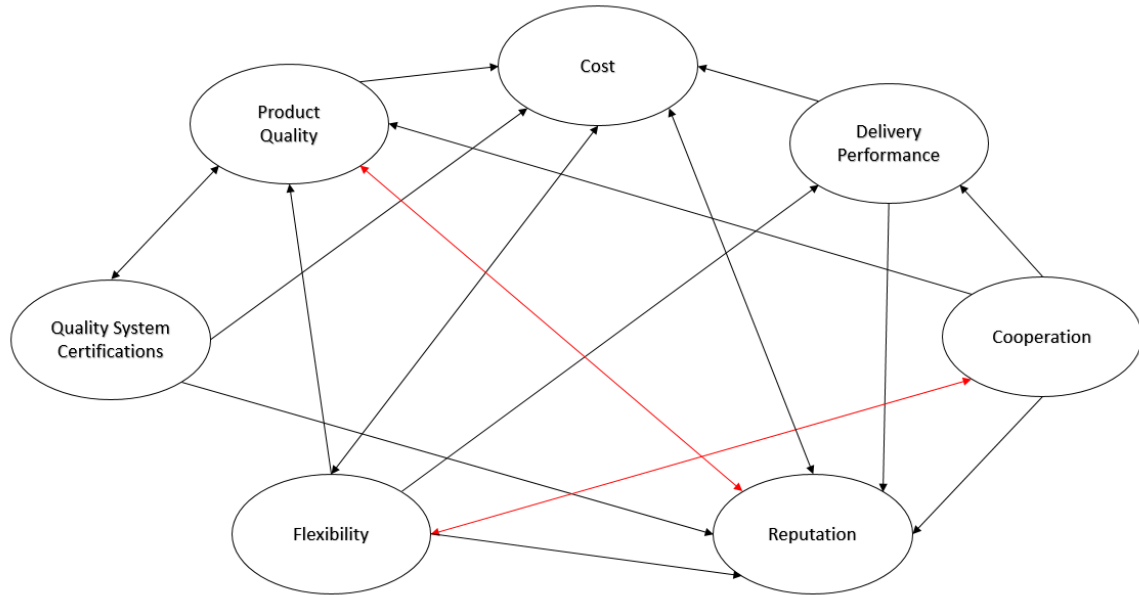 Cost
Product
Quality
Delivery
Performance
Quality System
Certifications
Cooperation
Flexibility
Reputation